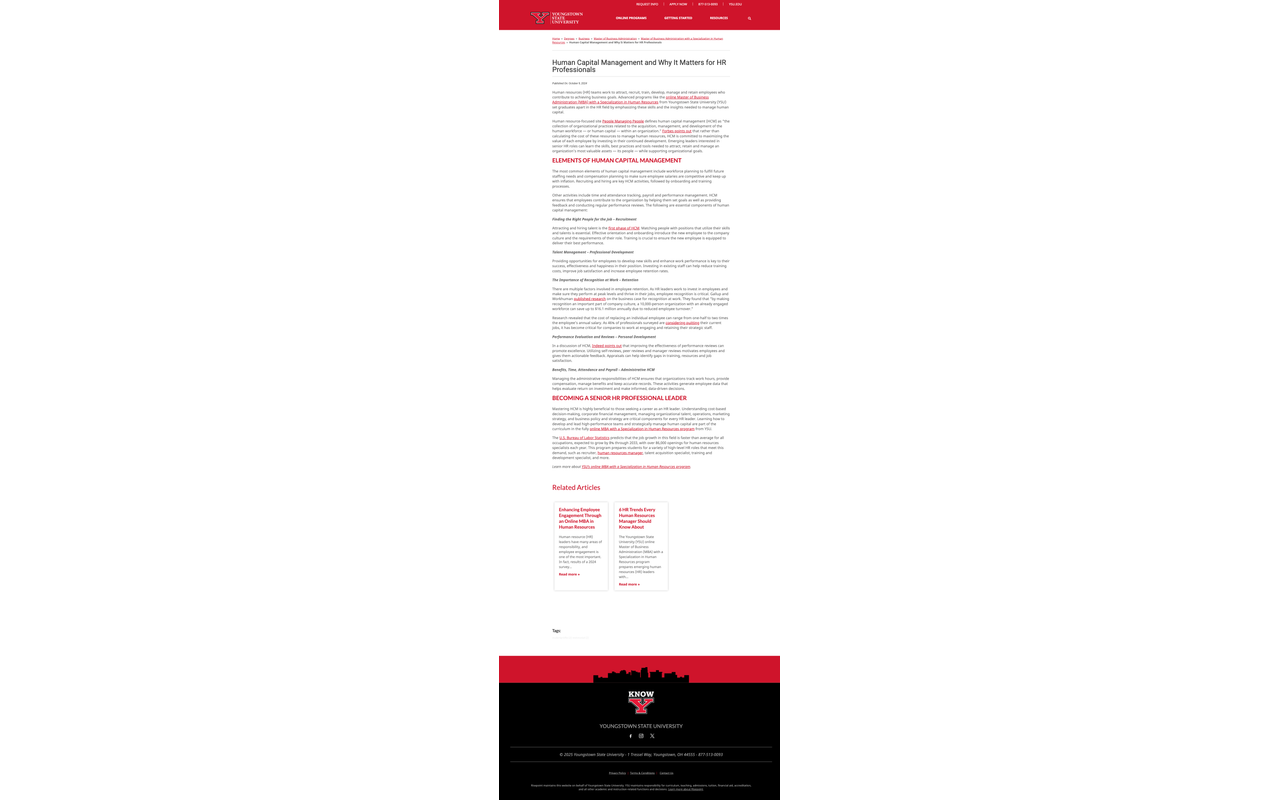 REQUEST INFO | APPLY NOW | 877-513-0093 | YSU.EDU
YOUNGSTOWN
STATE
UNIVERSITY
ONLINE PROGRAMS GETTING STARTED RESOURCES
Home > Degrees > Business > Master of Business Administration > Master of Business Administration with a Specialization in Human
Resources > Human Capital Management and Why It Matters for HR Professionals
Human Capital Management and Why It Matters for HR
Professionals
Published On: October 9, 2024
Human resources (HR) teams work to attract, recruit, train, develop, manage and retain employees who
contribute to achieving business goals. Advanced programs like the online Master of Business
Administration (MBA) with a Specialization in Human Resources from Youngstown State University (YSU)
set graduates apart in the HR field by emphasizing these skills and the insights needed to manage human
capital.
Human resource-focused site People Managing People defines human capital management (HCM) as "the
collection of organizational practices related to the acquisition, management, and development of the
human workforce — or human capital — within an organization." Forbes points out that rather than
calculating the cost of these resources to manage human resources, HCM is committed to maximizing the
value of each employee by investing in their continued development. Emerging leaders interested in
senior HR roles can learn the skills, best practices and tools needed to attract, retain and manage an
organization's most valuable assets — its people — while supporting organizational goals.
ELEMENTS OF HUMAN CAPITAL MANAGEMENT
The most common elements of human capital management include workforce planning to fulfill future
staffing needs and compensation planning to make sure employee salaries are competitive and keep up
with inflation. Recruiting and hiring are key HCM activities, followed by onboarding and training
processes.
Other activities include time and attendance tracking, payroll and performance management. HCM
ensures that employees contribute to the organization by helping them set goals as well as providing
feedback and conducting regular performance reviews. The following are essential components of human
capital management:
Finding the Right People for the Job – Recruitment
Attracting and hiring talent is the first phase of HCM. Matching people with positions that utilize their skills
and talents is essential. Effective orientation and onboarding introduce the new employee to the company
culture and the requirements of their role. Training is crucial to ensure the new employee is equipped to
deliver their best performance.
Talent Management – Professional Development
Providing opportunities for employees to develop new skills and enhance work performance is key to their
success, effectiveness and happiness in their position. Investing in existing staff can help reduce training
costs, improve job satisfaction and increase employee retention rates.
The Importance of Recognition at Work – Retention
There are multiple factors involved in employee retention. As HR leaders work to invest in employees and
make sure they perform at peak levels and thrive in their jobs, employee recognition is critical. Gallup and
Workhuman published research on the business case for recognition at work. They found that "by making
recognition an important part of company culture, a 10,000-person organization with an already engaged
workforce can save up to $16.1 million annually due to reduced employee turnover."
Research revealed that the cost of replacing an individual employee can range from one-half to two times
the employee's annual salary. As 46% of professionals surveyed are considering quitting their current
jobs, it has become critical for companies to work at engaging and retaining their strategic staff.
Performance Evaluation and Reviews – Personal Development
In a discussion of HCM, Indeed points out that improving the effectiveness of performance reviews can
promote excellence. Utilizing self-reviews, peer reviews and manager reviews motivates employees and
gives them actionable feedback. Appraisals can help identify gaps in training, resources and job
satisfaction.
Benefits, Time, Attendance and Payroll – Administrative HCM
Managing the administrative responsibilities of HCM ensures that organizations track work hours, provide
compensation, manage benefits and keep accurate records. These activities generate employee data that
helps evaluate return on investment and make informed, data-driven decisions.
BECOMING A SENIOR HR PROFESSIONAL LEADER
Mastering HCM is highly beneficial to those seeking a career as an HR leader. Understanding cost-based
decision-making, corporate financial management, managing organizational talent, operations, marketing
strategy, and business policy and strategy are critical components for every HR leader. Learning how to
develop and lead high-performance teams and strategically manage human capital are part of the
curriculum in the fully online MBA with a Specialization in Human Resources program from YSU.
The U.S. Bureau of Labor Statistics predicts that the job growth in this field is faster than average for all
occupations, expected to grow by 8% through 2033, with over 86,000 openings for human resources
specialists each year. This program prepares students for a variety of high-level HR roles that meet this
demand, such as recruiter, human resources manager, talent acquisition specialist, training and
development specialist, and more.
Learn more about YSU's online MBA with a Specialization in Human Resources program.
Related Articles
Enhancing Employee
Engagement Through
an Online MBA in
Human Resources
Human resource (HR)
leaders have many areas of
responsibility, and
employee engagement is
one of the most important.
In fact, results of a 2024
survey...
Read more »
6 HR Trends Every
Human Resources
Manager Should
Know About
The Youngstown State
University (YSU) online
Master of Business
Administration (MBA) with a
Specialization in Human
Resources program
prepares emerging human
resources (HR) leaders
with...
Read more »
Tags:
KNOW
Y
YOUNGSTOWN STATE UNIVERSITY
© 2025 Youngstown State University - 1 Tressel Way, Youngstown, OH 44555 - 877-513-0093
Privacy Policy | Terms & Conditions | Contact Us
Risepoint maintains this website on behalf of Youngstown State University. YSU maintains responsibility for curriculum, teaching, admissions, tuition, financial aid, accreditation,
and all other academic and instruction-related functions and decisions. Learn more about Risepoint.